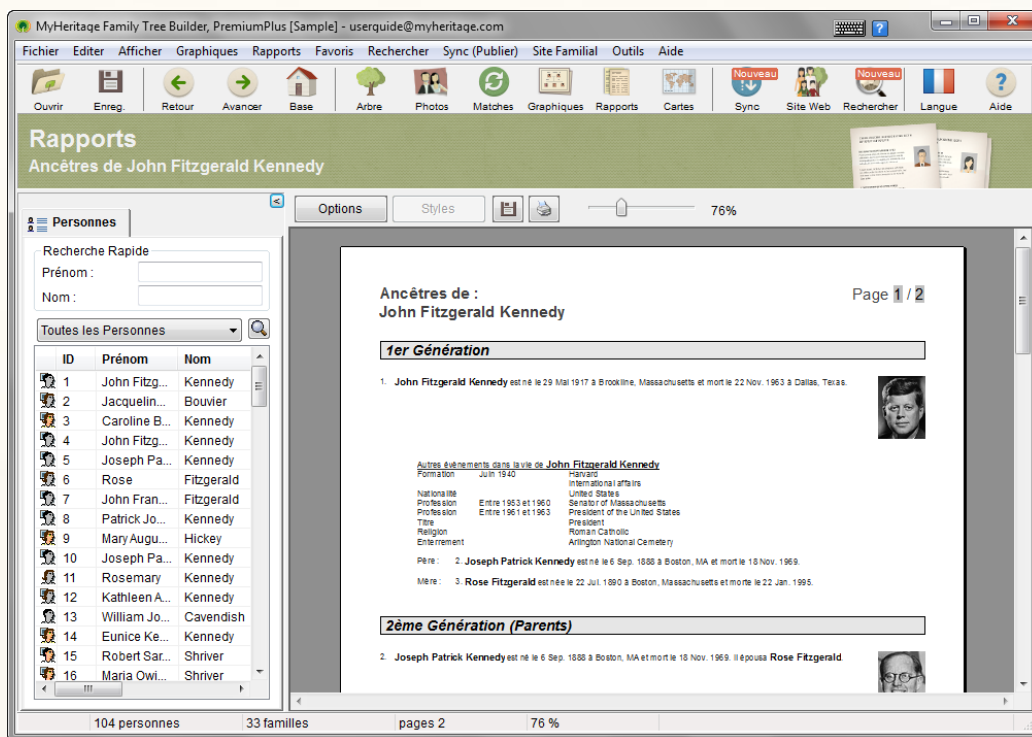 MyHeritage Family Tree Builder, PremiumPlus [Sample] - userguide@myheritage.com
Fichier Editer Afficher Graphiques Rapports Favoris Rechercher Sync (Publier) Site Familial Outils Aide
Nouveau Nouveau
Ouvrir Enreg. Retour Avancer Base Arbre Photos Matches Graphiques Rapports Cartes Sync Site Web Rechercher Langue Aide
Rapports
Ancêtres de John Fitzgerald Kennedy
Personnes
Recherche Rapide
Prénom :
Nom :
Toutes les Personnes
ID Prénom Nom
1 John Fitzg... Kennedy
2 Jacquelin... Bouvier
3 Caroline B... Kennedy
4 John Fitzg... Kennedy
5 Joseph Pa... Kennedy
6 Rose Fitzgerald
7 John Fran... Fitzgerald
8 Patrick Jo... Kennedy
9 Mary Augu... Hickey
10 Joseph Pa... Kennedy
11 Rosemary Kennedy
12 Kathleen A... Kennedy
13 William Jo... Cavendish
14 Eunice Ke... Kennedy
15 Robert Sar... Shriver
16 Maria Owi... Shriver
Options Styles 76%
Ancêtres de :
John Fitzgerald Kennedy
Page 1 / 2
1er Génération
1. John Fitzgerald Kennedy est né le 29 Mai 1917 à Brookline, Massachusetts et mort le 22 Nov. 1963 à Dallas, Texas.
Autres évènements dans la vie de John Fitzgerald Kennedy
Formation Juin 1940 Harvard
International affairs
Nationalité United States
Profession Entre 1953 et 1960 Senator of Massachusetts
Profession Entre 1961 et 1963 President of the United States
Titre President
Religion Roman Catholic
Enterrement Arlington National Cemetery
Père : 2. Joseph Patrick Kennedy est né le 6 Sep. 1888 à Boston, MA et mort le 18 Nov. 1969.
Mère : 3. Rose Fitzgerald est née le 22 Jul. 1890 à Boston, Massachusetts et morte le 22 Jan. 1995.
2ème Génération (Parents)
2. Joseph Patrick Kennedy est né le 6 Sep. 1888 à Boston, MA et mort le 18 Nov. 1969. Il épousa Rose Fitzgerald.
104 personnes 33 familles pages 2 76 %